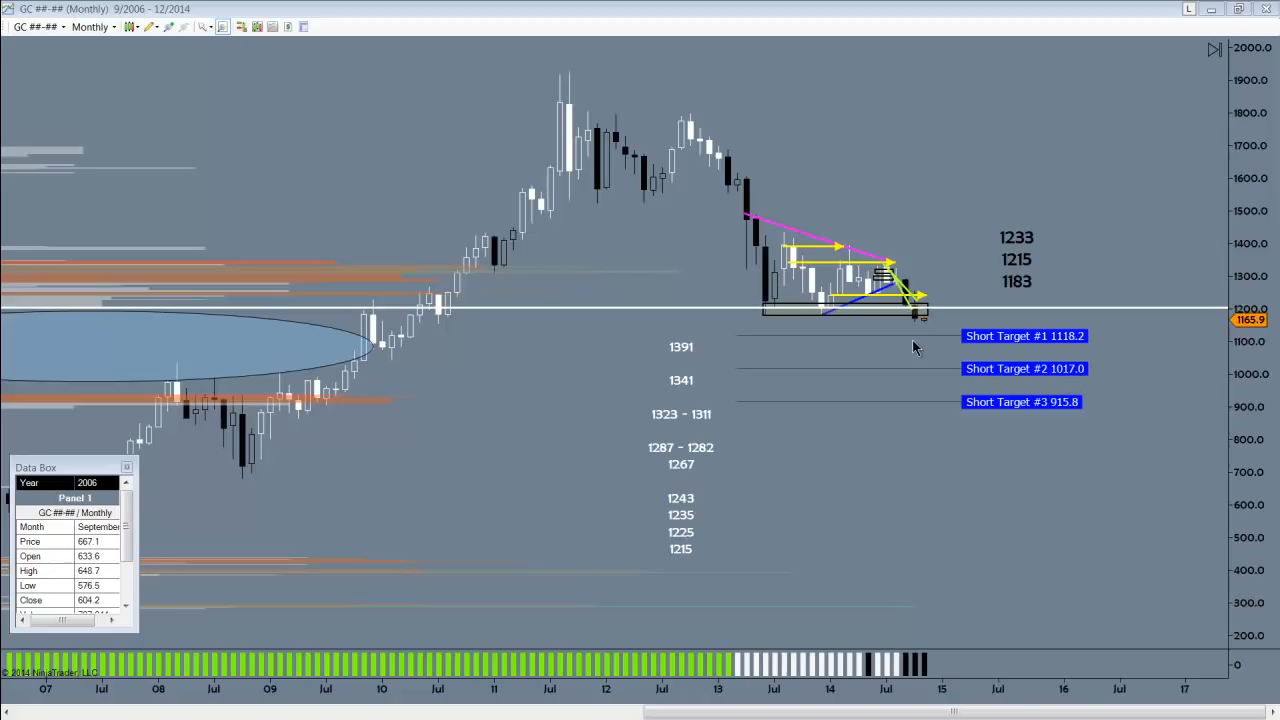 GC ##-## (Monthly) 9/2006 - 12/2014
L
GC ##-## Monthly
2000.0
1900.0
1800.0
1700.0
1600.0
1500.0
1400.0
1300.0
1200.0
1165.9
1100.0
1000.0
900.0
800.0
700.0
600.0
500.0
400.0
300.0
200.0
0
1233
1215
1183
Short Target #1 1118.2
Short Target #2 1017.0
Short Target #3 915.8
1391
1341
1323 - 1311
1287 - 1282
1267
1243
1235
1225
1215
Data Box
Year 2006
Panel 1
GC ##-## / Monthly
Month September
Price 667.1
Open 633.6
High 648.7
Low 576.5
Close 604.2
© 2014 NinjaTrader, LLC
07 Jul 08 Jul 09 Jul 10 Jul 11 Jul 12 Jul 13 Jul 14 Jul 15 Jul 16 Jul 17